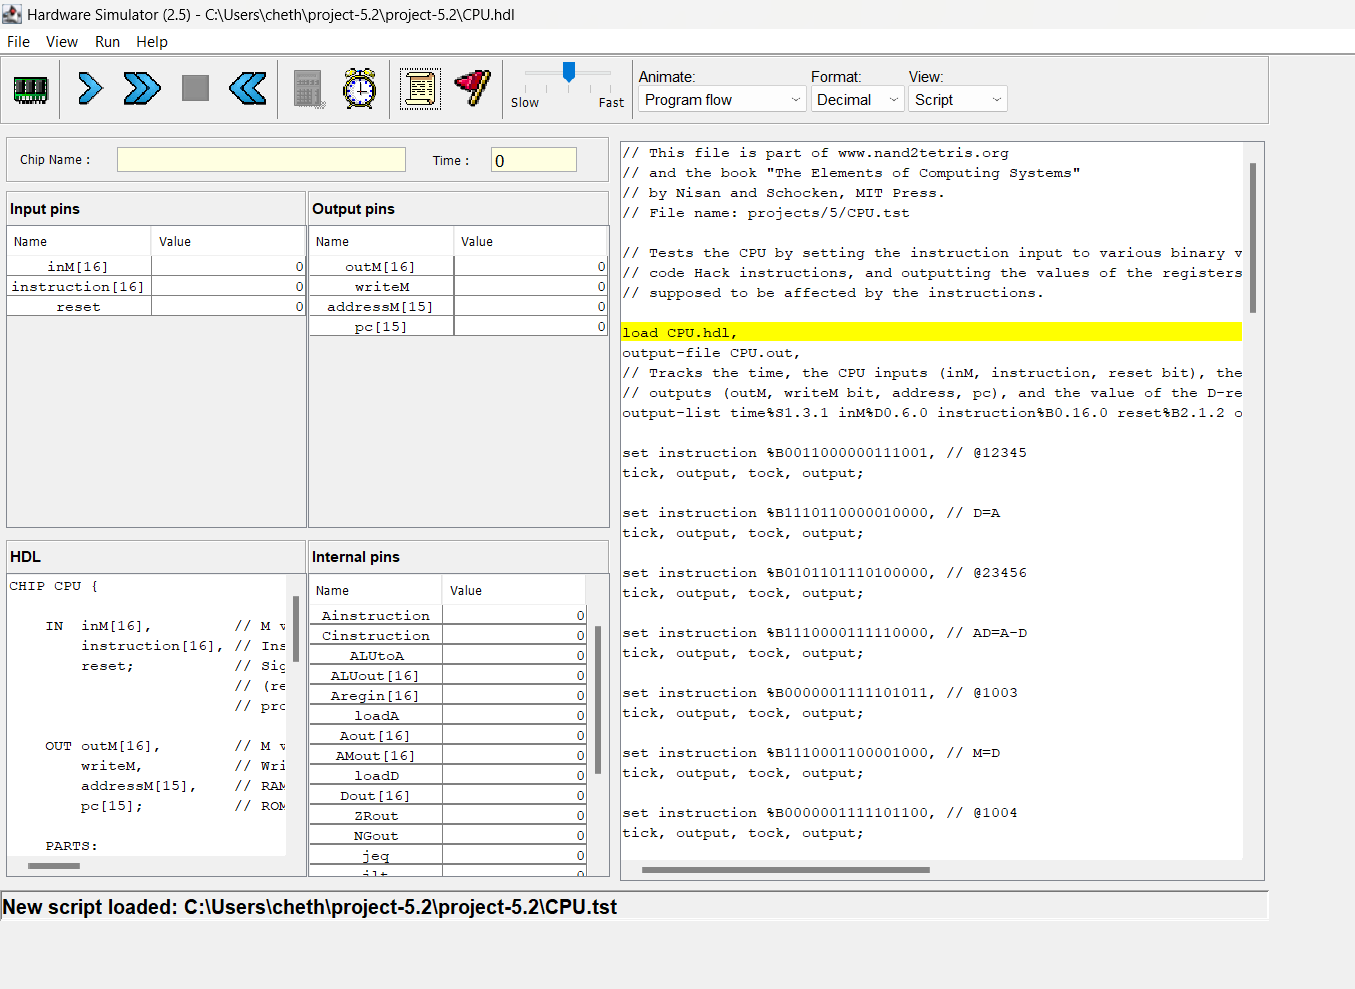 Hardware Simulator (2.5) - C:\Users\cheth\project-5.2\project-5.2\CPU.hdl
File View Run Help
Slow Fast
Animate: Format: View:
Program flow Decimal Script
Chip Name : Time : 0
Input pins
Name Value
inM[16] 0
instruction[16] 0
reset 0
Output pins
Name Value
outM[16] 0
writeM 0
addressM[15] 0
pc[15] 0
HDL
CHIP CPU {
IN inM[16], // M v
instruction[16], // Ins
reset; // Sig
// (re
// pro
OUT outM[16], // M v
writeM, // Wri
addressM[15], // RAM
pc[15]; // ROM
PARTS:
Internal pins
Name Value
Ainstruction 0
Cinstruction 0
ALUtoA 0
ALUout[16] 0
Aregin[16] 0
loadA 0
Aout[16] 0
AMout[16] 0
loadD 0
Dout[16] 0
ZRout 0
NGout 0
jeq 0
jlt 0
// This file is part of www.nand2tetris.org
// and the book "The Elements of Computing Systems"
// by Nisan and Schocken, MIT Press.
// File name: projects/5/CPU.tst
// Tests the CPU by setting the instruction input to various binary v
// code Hack instructions, and outputting the values of the registers
// supposed to be affected by the instructions.
load CPU.hdl,
output-file CPU.out,
// Tracks the time, the CPU inputs (inM, instruction, reset bit), the
// outputs (outM, writeM bit, address, pc), and the value of the D-re
output-list time%S1.3.1 inM%D0.6.0 instruction%B0.16.0 reset%B2.1.2 o
set instruction %B0011000000111001, // @12345
tick, output, tock, output;
set instruction %B1110110000010000, // D=A
tick, output, tock, output;
set instruction %B0101101110100000, // @23456
tick, output, tock, output;
set instruction %B1110000111110000, // AD=A-D
tick, output, tock, output;
set instruction %B0000001111101011, // @1003
tick, output, tock, output;
set instruction %B1110001100001000, // M=D
tick, output, tock, output;
set instruction %B0000001111101100, // @1004
tick, output, tock, output;
New script loaded: C:\Users\cheth\project-5.2\project-5.2\CPU.tst